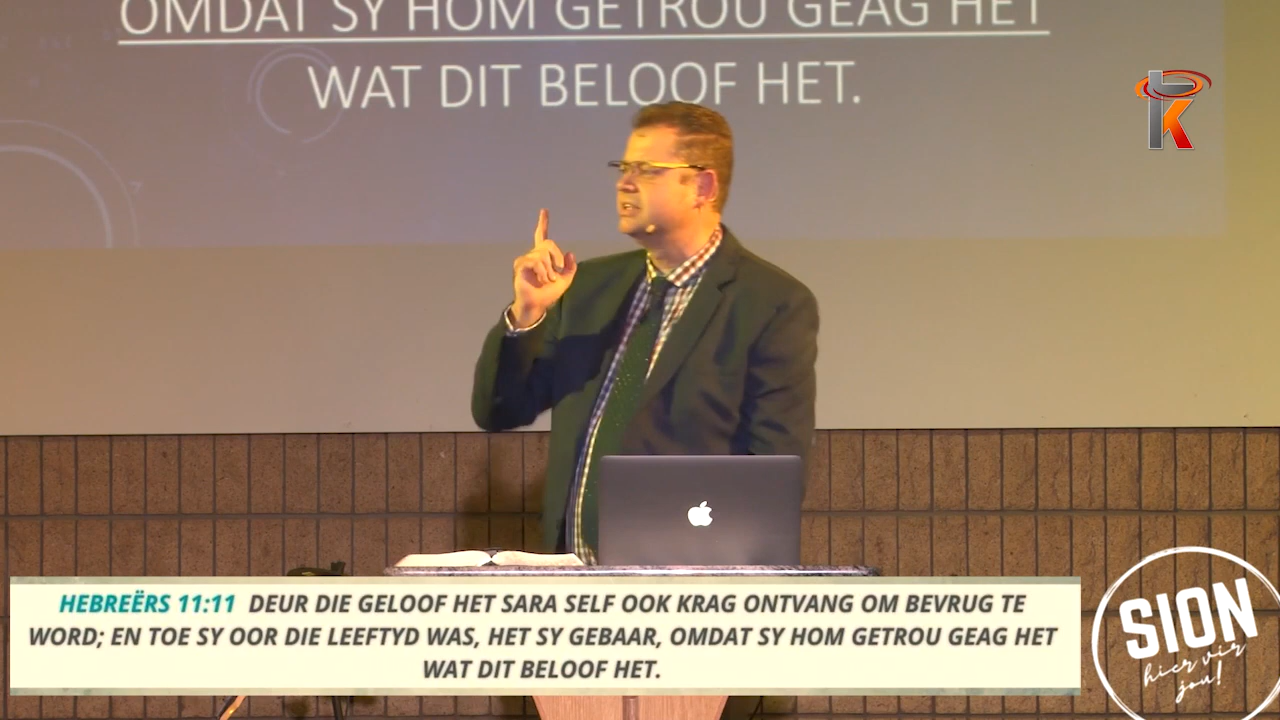 OMDAT SY HOM GETROU GEAG HET
WAT DIT BELOOF HET.
K
HEBREËRS 11:11 DEUR DIE GELOOF HET SARA SELF OOK KRAG ONTVANG OM BEVRUG TE
WORD; EN TOE SY OOR DIE LEEFTYD WAS, HET SY GEBAAR, OMDAT SY HOM GETROU GEAG HET
WAT DIT BELOOF HET.
SION
hier vir
jou!